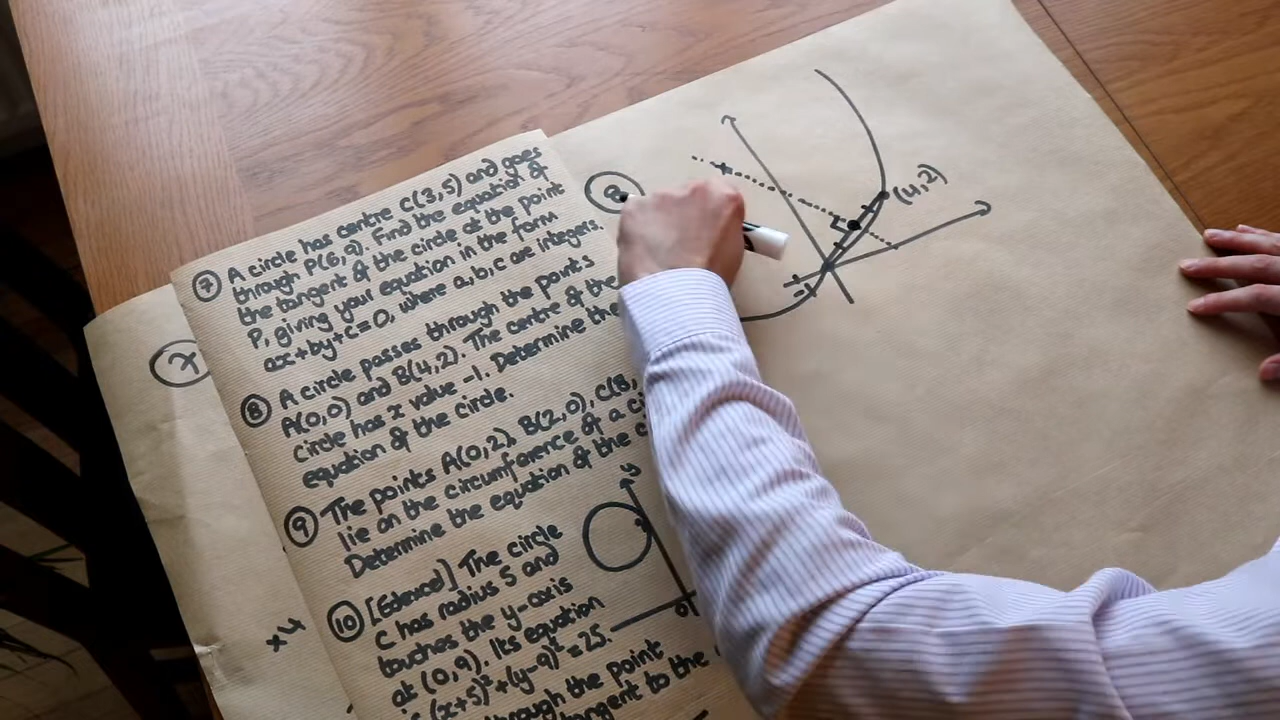 7 A circle has centre C(3,5) and goes
through P(6,9). Find the equation of
the tangent of the circle at the point
P, giving your equation in the form
ax+by+c=0, where a,b,c are integers.
8 A circle passes through the points
A(0,0) and B(4,2). The centre of the
circle has x value -1. Determine the
equation of the circle.
9 The points A(0,2), B(2,0), C(8,
lie on the circumference of a c
Determine the equation of the c
10 [Edexcel] The circle
C has radius 5 and
touches the y-axis
at (0,9). Its equation
is (x+5)²+(y-9)²=25.
through the point
tangent to the
7
x4
8
(4,2)
0